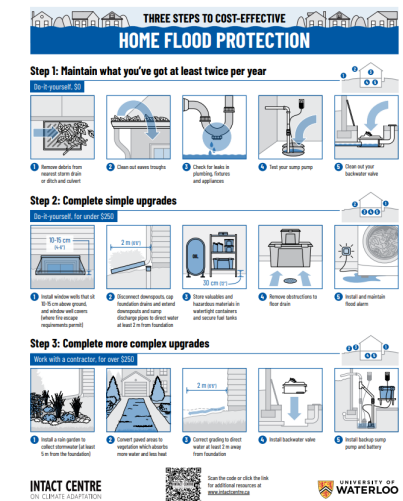 THREE STEPS TO COST-EFFECTIVE
HOME FLOOD PROTECTION
Step 1: Maintain what you've got at least twice per year
Do-it-yourself, $0
1 Remove debris from
nearest storm drain
or ditch and culvert
2 Clean out eaves troughs
3 Check for leaks in
plumbing, fixtures
and appliances
4 Test your sump pump
5 Clean out your
backwater valve
Step 2: Complete simple upgrades
Do-it-yourself, for under $250
10-15 cm
2 m
30 cm
1 Install window wells that sit
10-15 cm above ground,
and window well covers
(where fire escape
requirements permit)
2 Disconnect downspouts, cap
foundation drains and extend
downspouts and sump
discharge pipes to direct water
at least 2 m from foundation
3 Store valuables and
hazardous materials in
watertight containers
and secure fuel tanks
4 Remove obstructions to
floor drain
5 Install and maintain
flood alarm
Step 3: Complete more complex upgrades
Work with a contractor, for over $250
2 m
1 Install a rain garden to
collect stormwater (at least
5 m from the foundation)
2 Convert paved areas to
vegetation which absorbs
more water and less heat
3 Correct grading to direct
water at least 2 m away
from foundation
4 Install backwater valve
5 Install backup sump
pump and battery
INTACT CENTRE
ON CLIMATE ADAPTATION
Scan the code or click the link
for additional resources at
www.intactcentre.ca
UNIVERSITY OF
WATERLOO